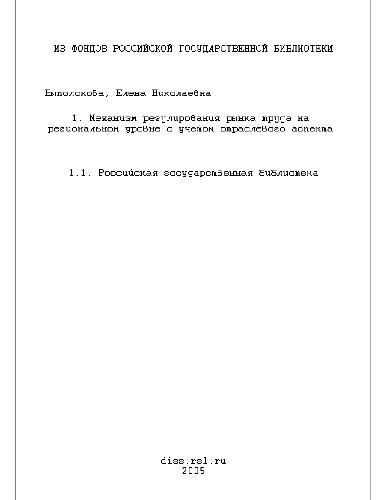 ИЗ ФОНДОВ РОССИЙСКОЙ ГОСУДАРСТВЕННОЙ БИБЛИОТЕКИ
Елена Николаевна
1. Механизм регулирования рынка труда на
региональном уровне с учетом отраслевого аспекта
1.1. Российская государственная библиотека
diss.rsl.ru
2005